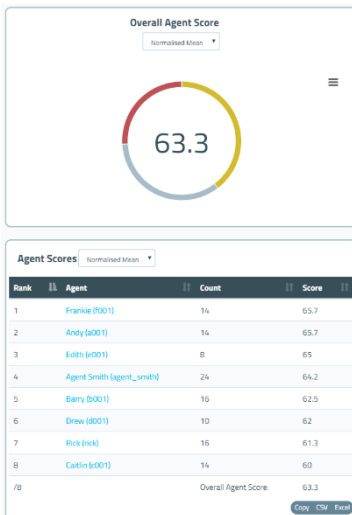 Overall Agent Score
Normalised Mean
63.3
Agent Scores Normalised Mean
Rank Agent Count Score
1 Frankie (f001) 14 65.7
2 Andy (a001) 14 65.7
3 Edith (e001) 8 65
4 Agent Smith (agent_smith) 24 64.2
5 Barry (b001) 16 62.5
6 Drew (d001) 10 62
7 Rick (rick) 16 61.3
8 Caitlin (c001) 14 60
/8 Overall Agent Score: 63.3
Copy CSV Excel